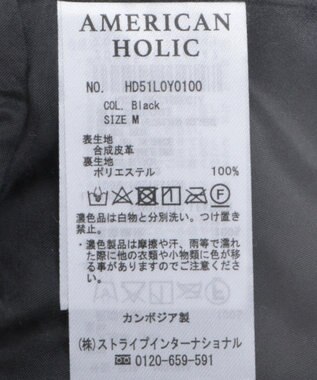 AMERICAN
HOLIC
NO. HD51L0Y0100
COL. Black
SIZE M
表生地
合成皮革
裏生地
ポリエステル 100%
濃色品は白物と分別洗い。つけ置き
禁止。
・濃色製品は摩擦や汗、雨等で濡れ
た際に他の衣類や小物類に色が移
る事がありますのでご注意くださ
い。
カンボジア製
(株)ストライプインターナショナル
0120-659-591